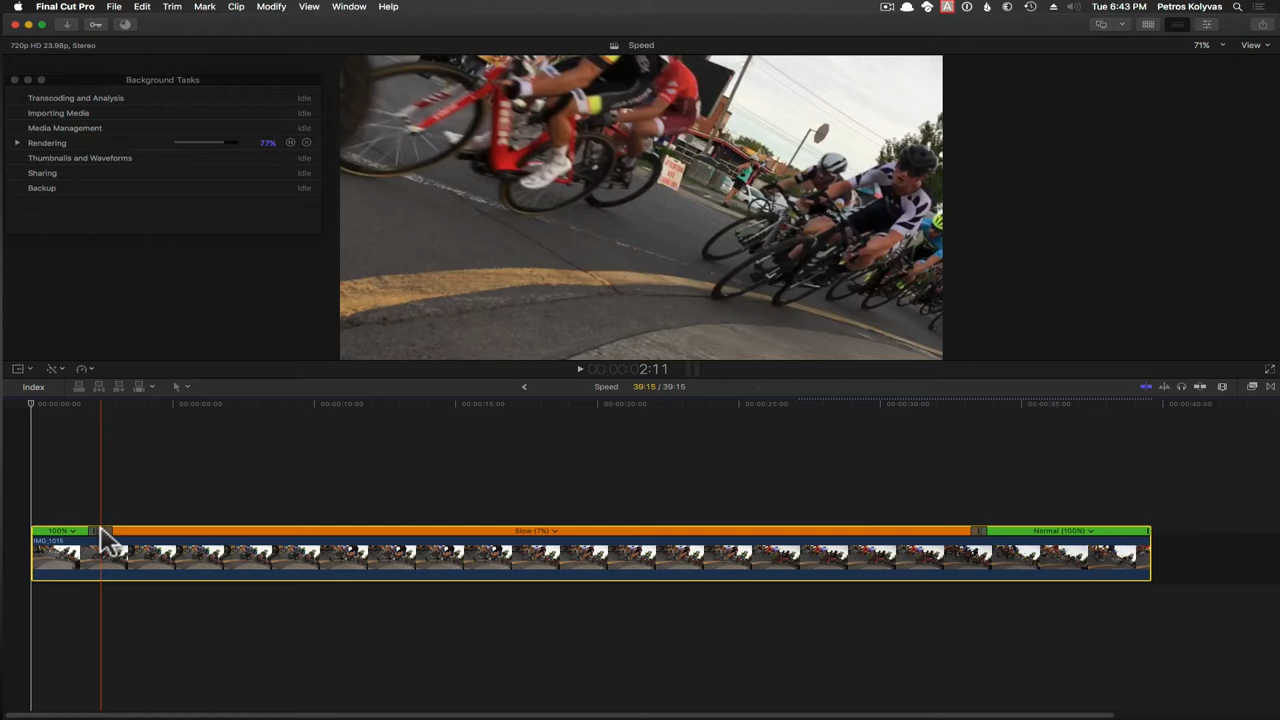 Final Cut Pro File Edit Trim Mark Clip Modify View Window Help A Tue 6:43 PM Petros Kolyvas
720p HD 23.98p, Stereo Speed 71% View
Background Tasks
Transcoding and Analysis Idle
Importing Media Idle
Media Management Idle
Rendering 77%
Thumbnails and Waveforms Idle
Sharing Idle
Backup Idle
00:00:02:11
Index Speed 39:15 / 39:15
00:00:00:00 00:00:05:00 00:00:10:00 00:00:15:00 00:00:20:00 00:00:25:00 00:00:30:00 00:00:35:00 00:00:40:00
100% Slow (7%) Normal (100%)
IMG_1015